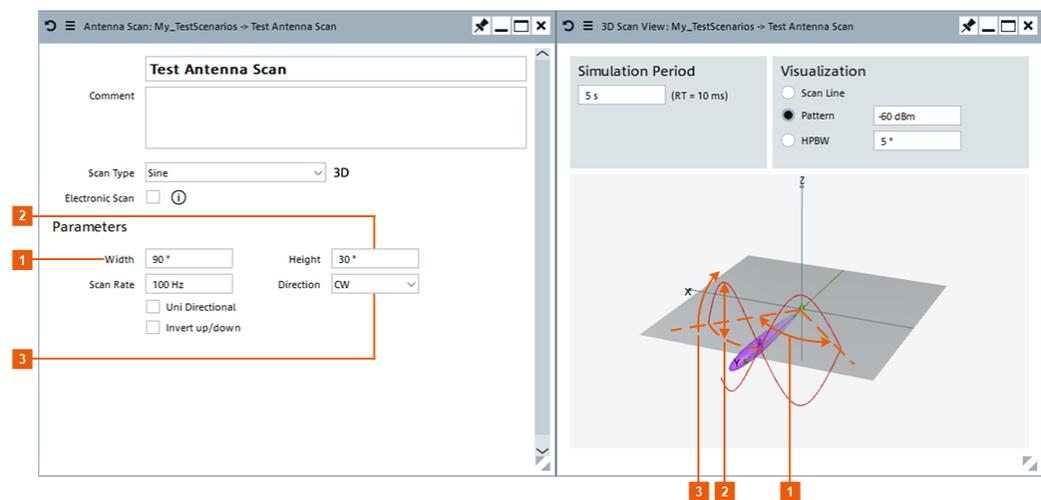 Antenna Scan: My_TestScenarios -> Test Antenna Scan
Test Antenna Scan
Comment
Scan Type
Sine
3D
Electronic Scan
i
2
Parameters
1
Width
90 °
Height
30 °
Scan Rate
100 Hz
Direction
CW
Uni Directional
Invert up/down
3
3D Scan View: My_TestScenarios -> Test Antenna Scan
Simulation Period
5 s
(RT = 10 ms)
Visualization
Scan Line
Pattern
-60 dBm
HPBW
5 °
Z
X
Y
3
2
1